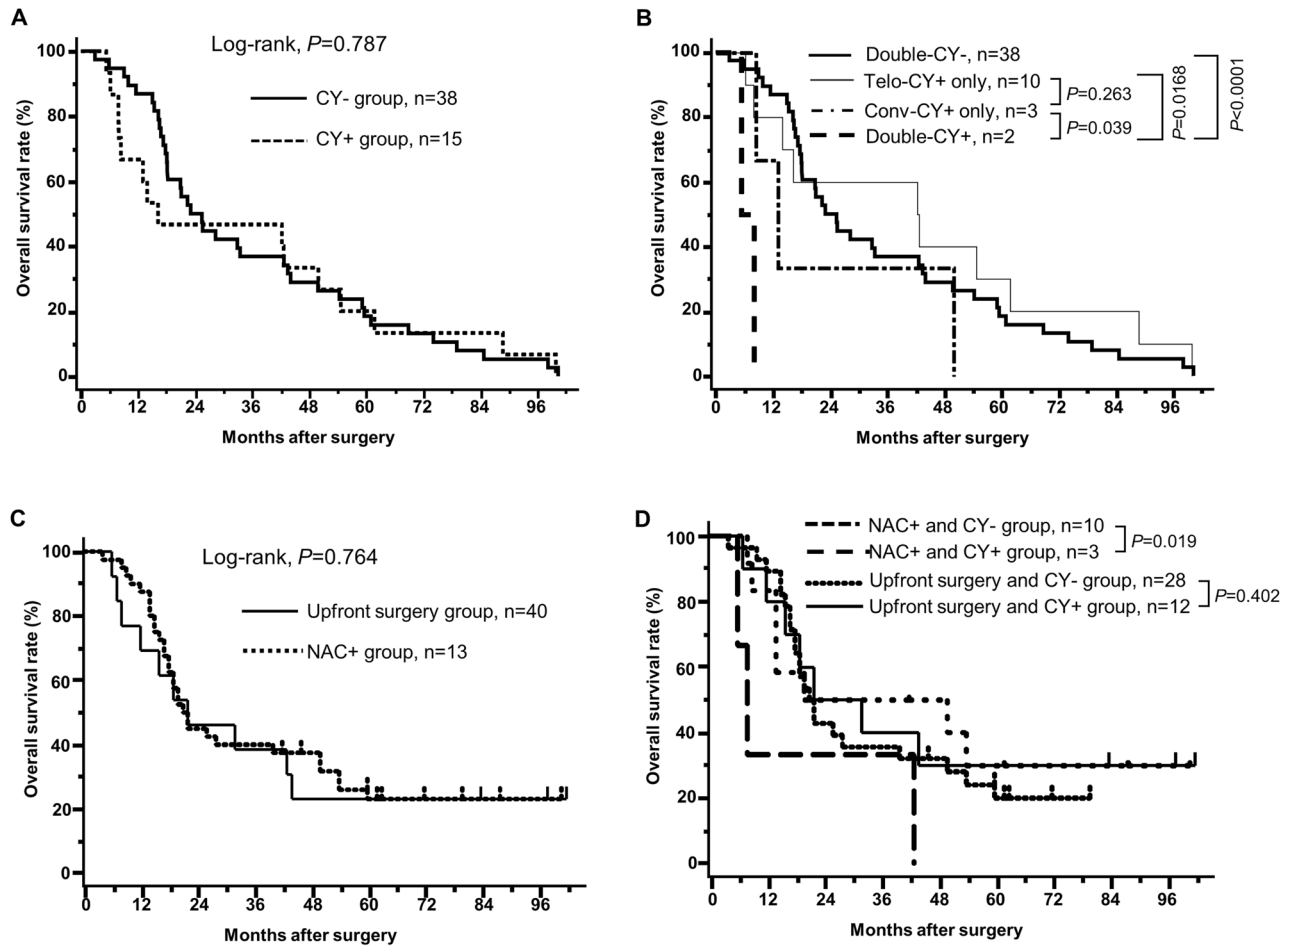 A
Log-rank, P=0.787
CY- group, n=38
CY+ group, n=15
Overall survival rate (%)
100
80
60
40
20
0
0 12 24 36 48 60 72 84 96
Months after surgery
B
Double-CY-, n=38
Telo-CY+ only, n=10
Conv-CY+ only, n=3
Double-CY+, n=2
P=0.263
P=0.039
P=0.0168
P<0.0001
Overall survival rate (%)
100
80
60
40
20
0
0 12 24 36 48 60 72 84 96
Months after surgery
C
Log-rank, P=0.764
Upfront surgery group, n=40
NAC+ group, n=13
Overall survival rate (%)
100
80
60
40
20
0
0 12 24 36 48 60 72 84 96
Months after surgery
D
NAC+ and CY- group, n=10
NAC+ and CY+ group, n=3
Upfront surgery and CY- group, n=28
Upfront surgery and CY+ group, n=12
P=0.019
P=0.402
Overall survival rate (%)
100
80
60
40
20
0
0 12 24 36 48 60 72 84 96
Months after surgery